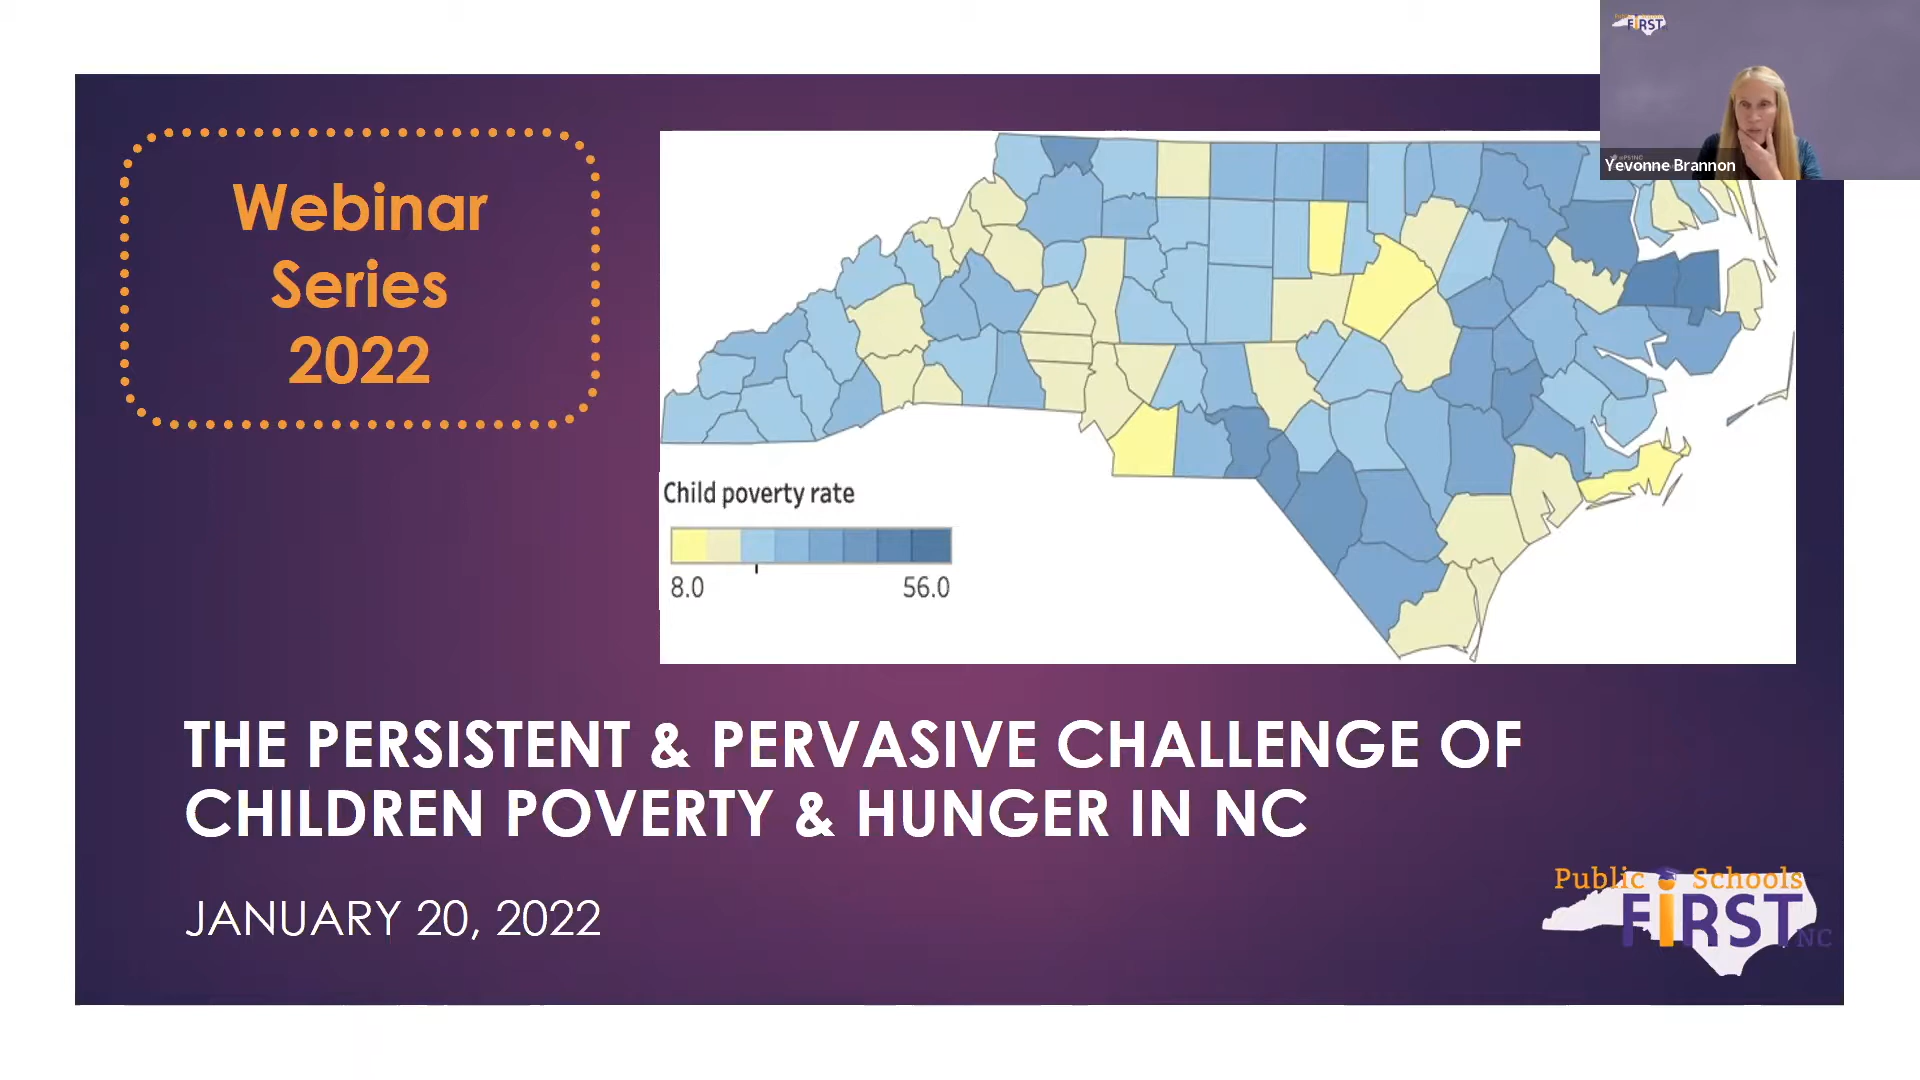 Webinar
Series
2022
Child poverty rate
8.0
56.0
THE PERSISTENT & PERVASIVE CHALLENGE OF
CHILDREN POVERTY & HUNGER IN NC
JANUARY 20, 2022
Public Schools
FiRST
NC
FiRST
Yevonne Brannon